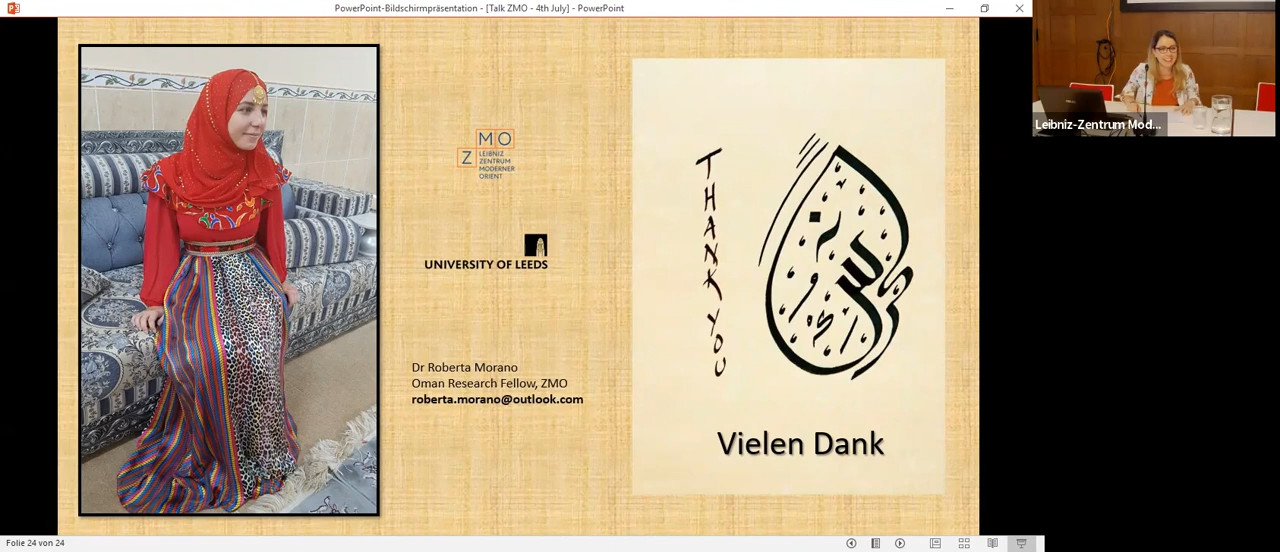 PowerPoint-Bildschirmpräsentation - [Talk ZMO - 4th July] - PowerPoint
Leibniz-Zentrum Mod...
M O
Z
LEIBNIZ
ZENTRUM
MODERNER
ORIENT
UNIVERSITY OF LEEDS
Dr Roberta Morano
Oman Research Fellow, ZMO
roberta.morano@outlook.com
THANK YOU
Vielen Dank
Folie 24 von 24